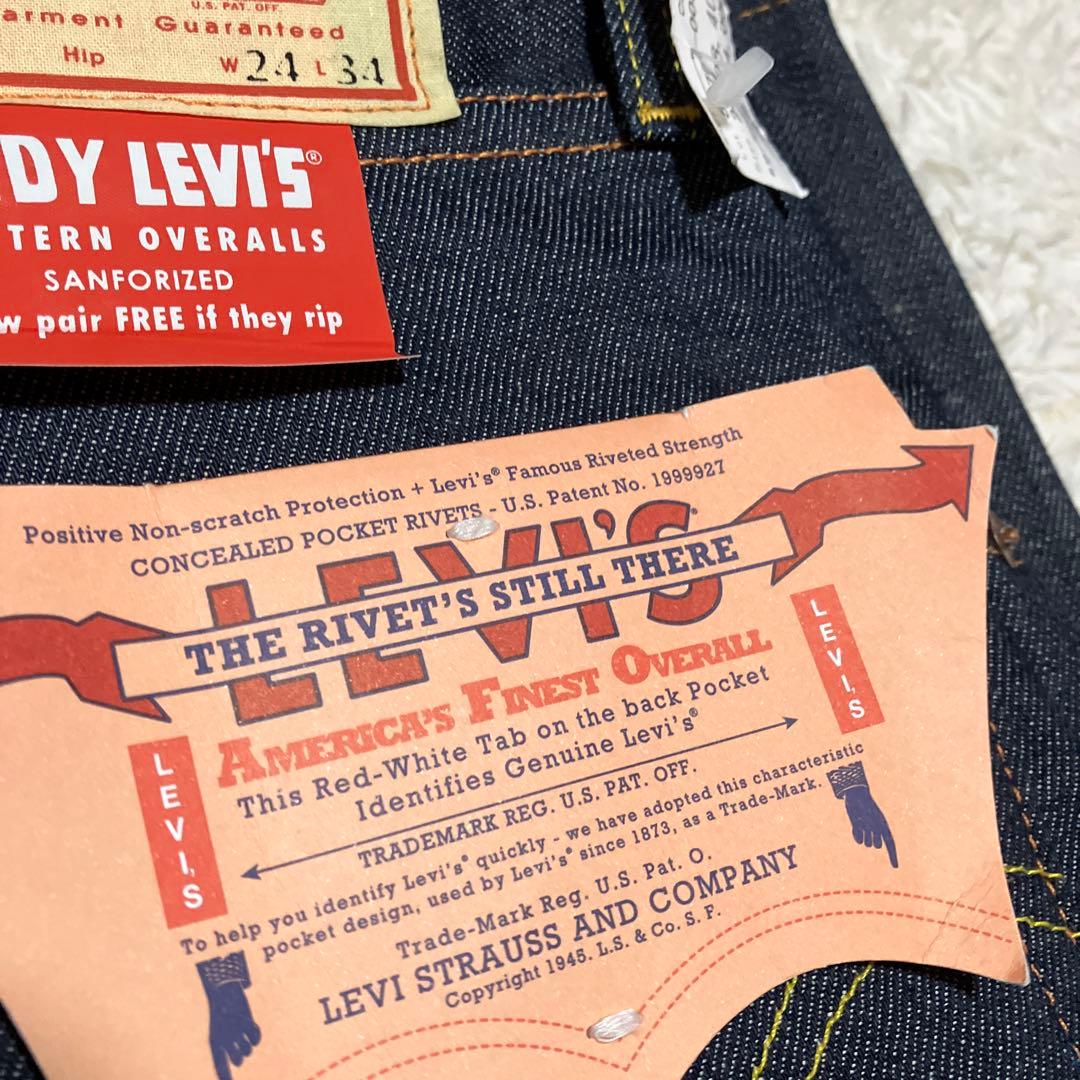 U.S. PAT. OFF.
arment Guaranteed
Hip W 24 L 34
DY LEVI'S®
TERN OVERALLS
SANFORIZED
w pair FREE if they rip
Positive Non-scratch Protection + Levi's® Famous Riveted Strength
CONCEALED POCKET RIVETS - U.S. Patent No. 1999927
LEVI'S
THE RIVET'S STILL THERE
AMERICA'S FINEST OVERALL
This Red-White Tab on the back Pocket
Identifies Genuine Levi's®
LEVI'S
LEVI'S
TRADEMARK REG. U.S. PAT. OFF.
To help you identify Levi's® quickly - we have adopted this characteristic
pocket design, used by Levi's® since 1873, as a Trade-Mark.
Trade-Mark Reg. U.S. Pat. O.
LEVI STRAUSS AND COMPANY
Copyright 1945. L.S. & Co. S. F.